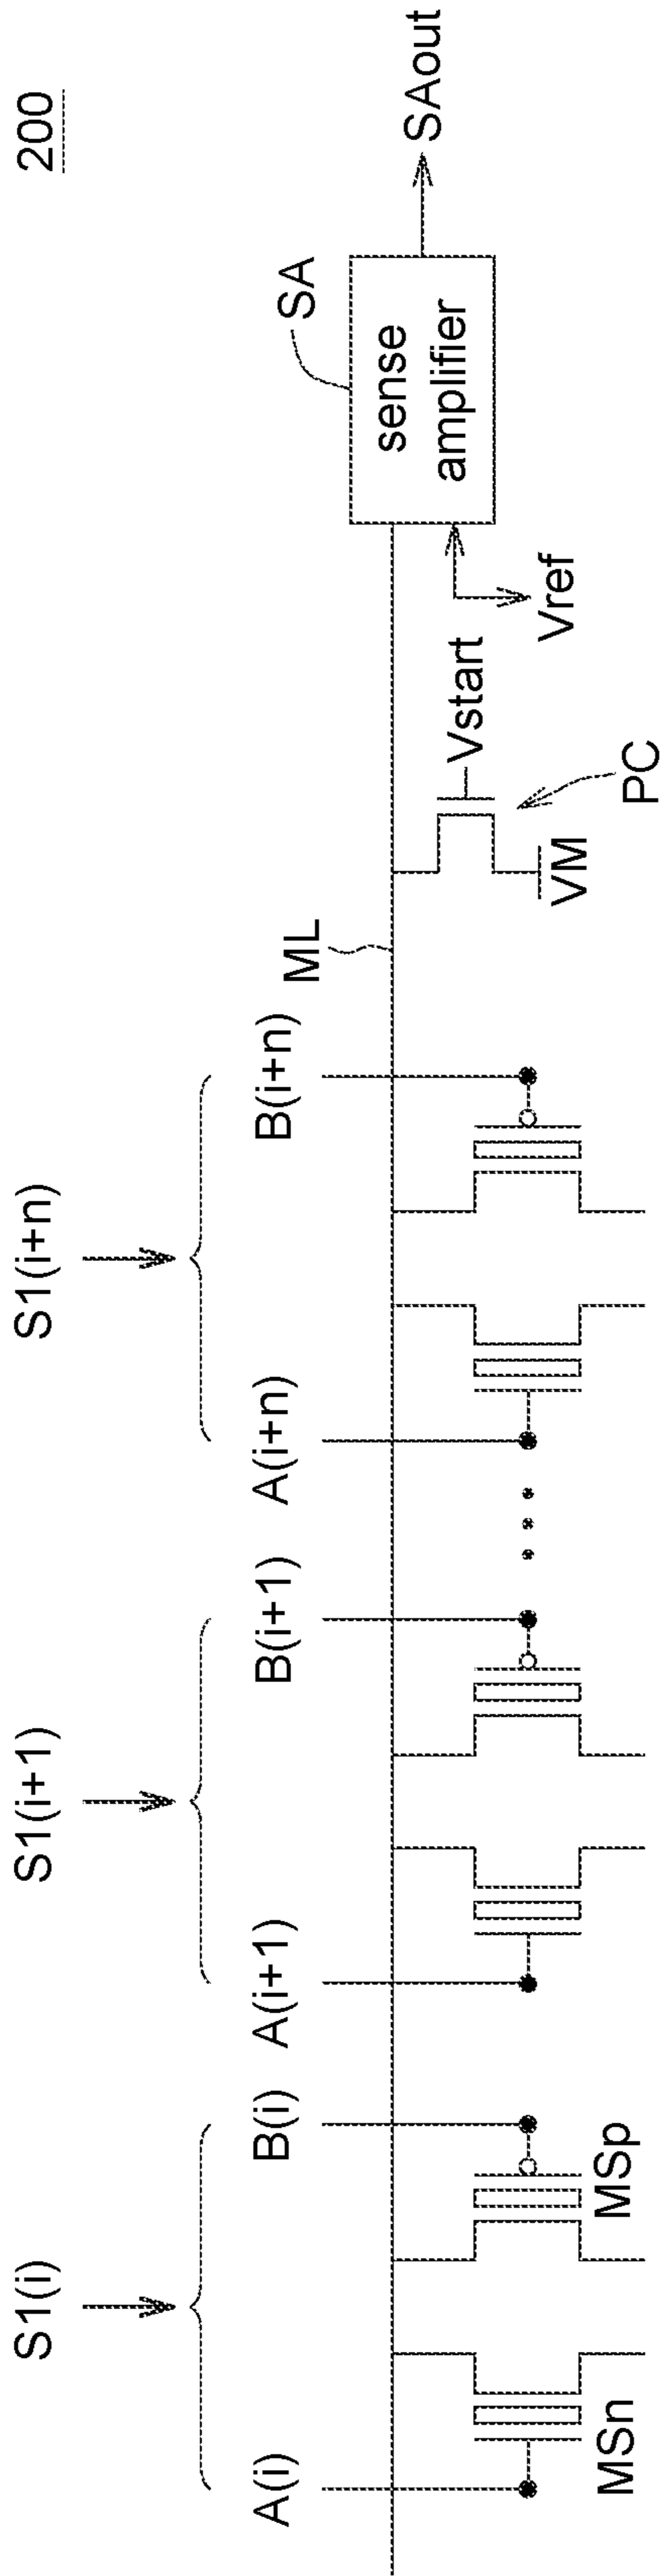 200
S1(i) S1(i+1) S1(i+n)
A(i) B(i) A(i+1) B(i+1) A(i+n) B(i+n)
ML
SA
sense
amplifier
SAout
Vstart
Vref
VM
PC
MSn MSp